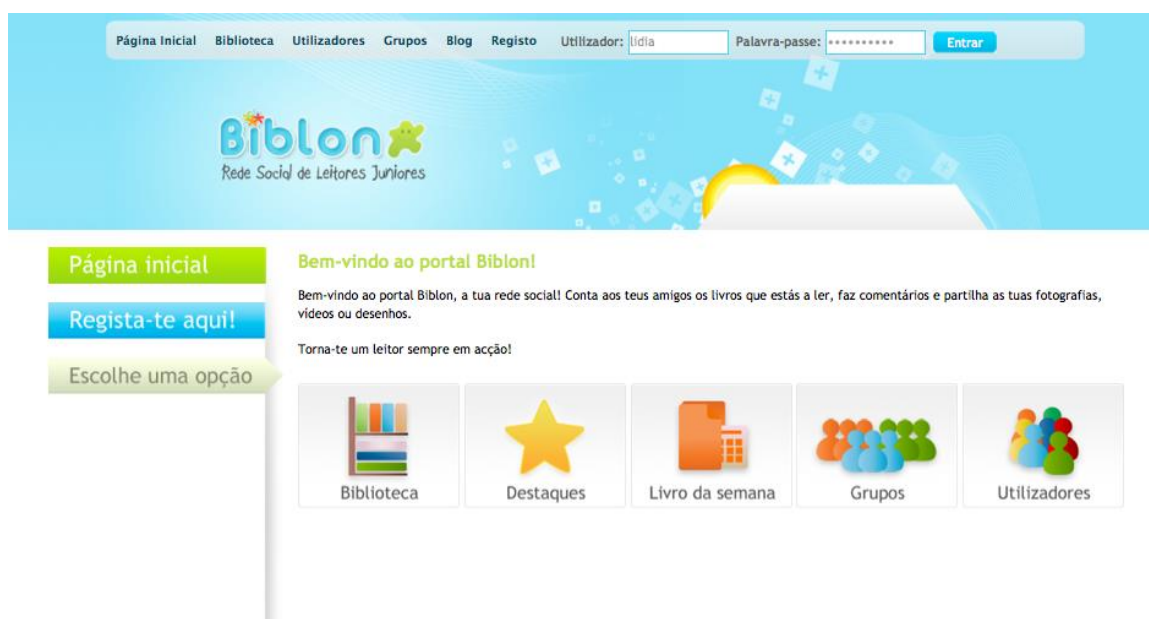 Página Inicial Biblioteca Utilizadores Grupos Blog Registo Utilizador: lídia Palavra-passe: •••••••••• Entrar
Biblon
Rede Social de Leitores Juniores
Página inicial
Regista-te aqui!
Escolhe uma opção
Bem-vindo ao portal Biblon!
Bem-vindo ao portal Biblon, a tua rede social! Conta aos teus amigos os livros que estás a ler, faz comentários e partilha as tuas fotografias,
vídeos ou desenhos.
Torna-te um leitor sempre em acção!
Biblioteca Destaques Livro da semana Grupos Utilizadores